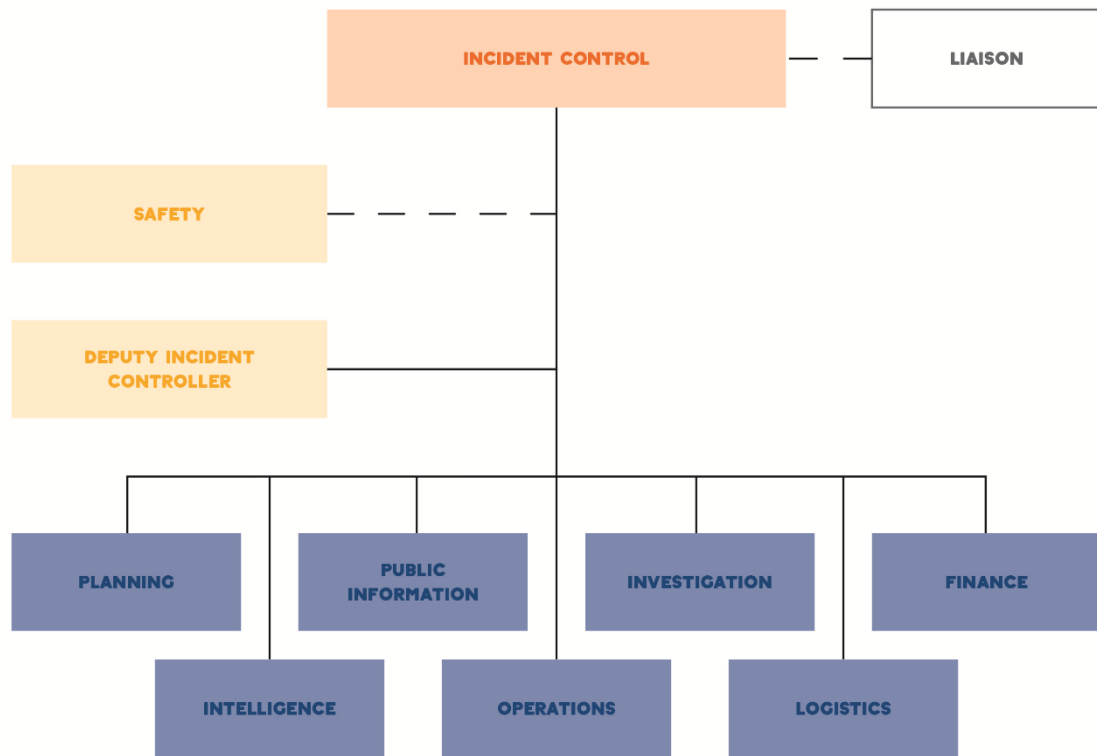 INCIDENT CONTROL
LIAISON
SAFETY
DEPUTY INCIDENT
CONTROLLER
PLANNING
PUBLIC
INFORMATION
INVESTIGATION
FINANCE
INTELLIGENCE
OPERATIONS
LOGISTICS